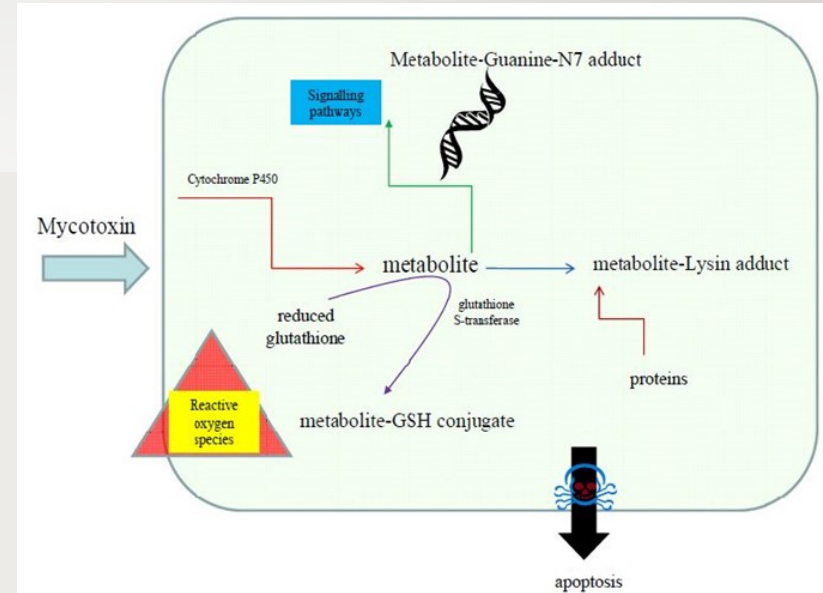 Metabolite-Guanine-N7 adduct
Signalling
pathways
Cytochrome P450
Mycotoxin
metabolite
metabolite-Lysin adduct
reduced
glutathione
glutathione
S-transferase
proteins
Reactive
oxygen
species
metabolite-GSH conjugate
apoptosis